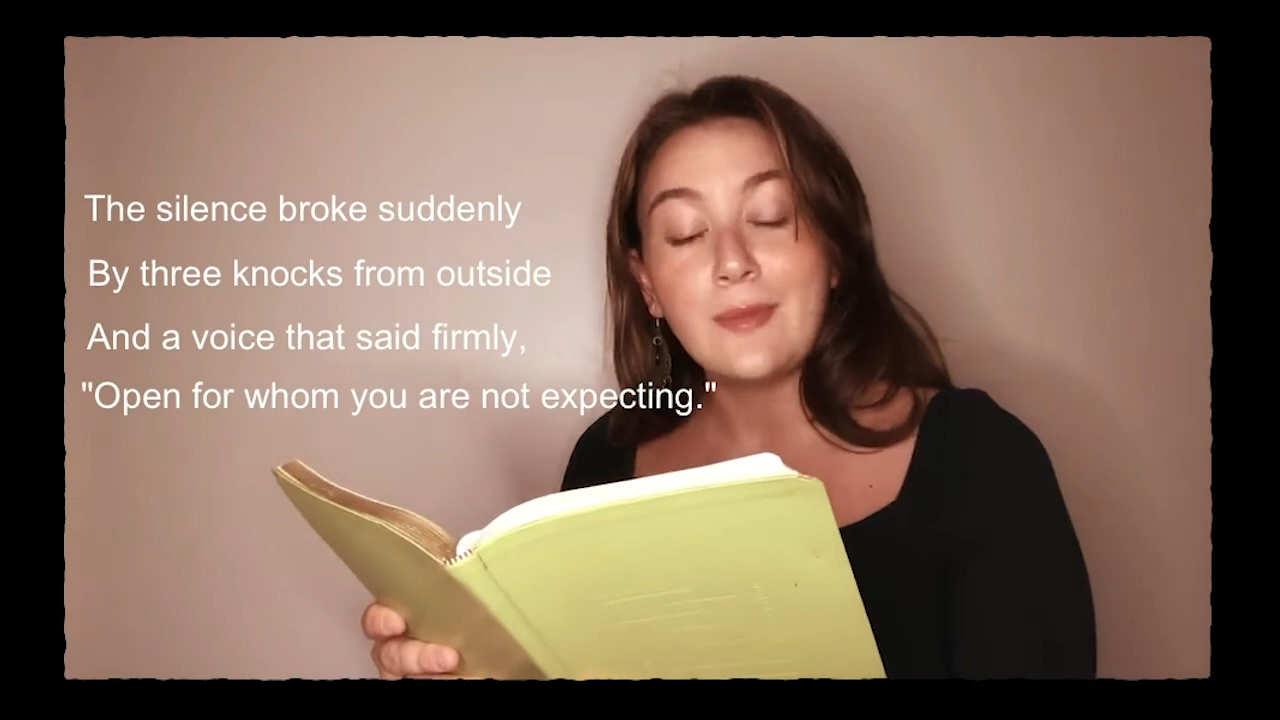 The silence broke suddenly
By three knocks from outside
And a voice that said firmly,
"Open for whom you are not expecting."